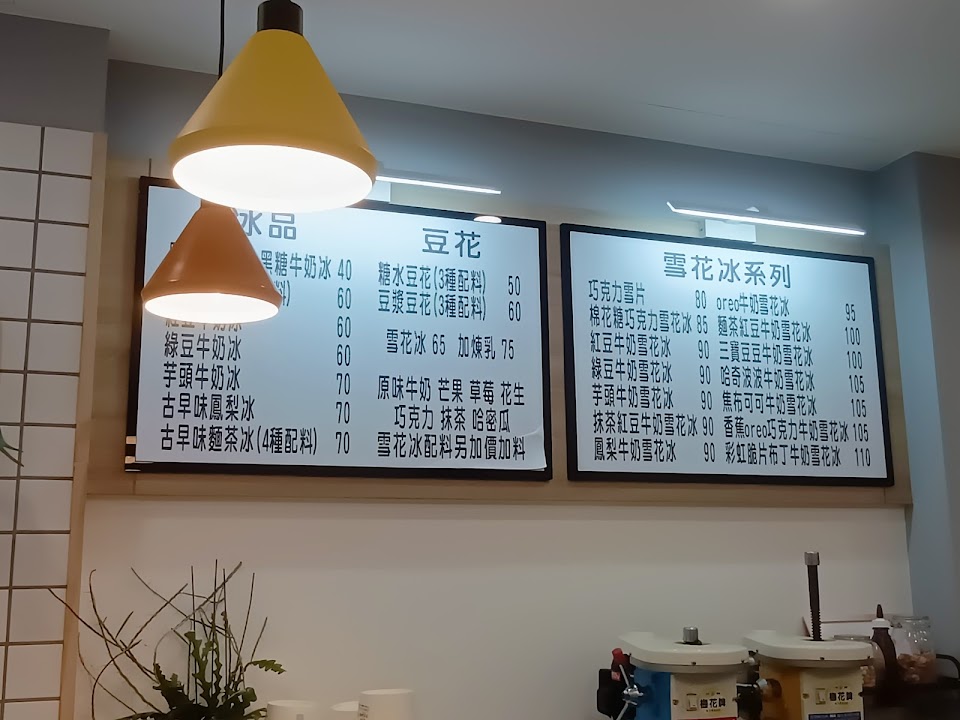 冰品
黑糖牛奶冰 40
料) 60
紅豆牛奶冰 60
綠豆牛奶冰 60
芋頭牛奶冰 70
古早味鳳梨冰 70
古早味麵茶冰(4種配料) 70
豆花
糖水豆花(3種配料) 50
豆漿豆花(3種配料) 60
雪花冰 65 加煉乳 75
原味牛奶 芒果 草莓 花生
巧克力 抹茶 哈密瓜
雪花冰配料另加價加料
雪花冰系列
巧克力雪片 80
棉花糖巧克力雪花冰 85
紅豆牛奶雪花冰 90
綠豆牛奶雪花冰 90
芋頭牛奶雪花冰 90
抹茶紅豆牛奶雪花冰 90
鳳梨牛奶雪花冰 90
oreo牛奶雪花冰 95
麵茶紅豆牛奶雪花冰 100
三寶豆豆牛奶雪花冰 100
哈奇波波牛奶雪花冰 105
焦布可可牛奶雪花冰 105
香蕉oreo巧克力牛奶雪花冰 105
彩虹脆片布丁牛奶雪花冰 110